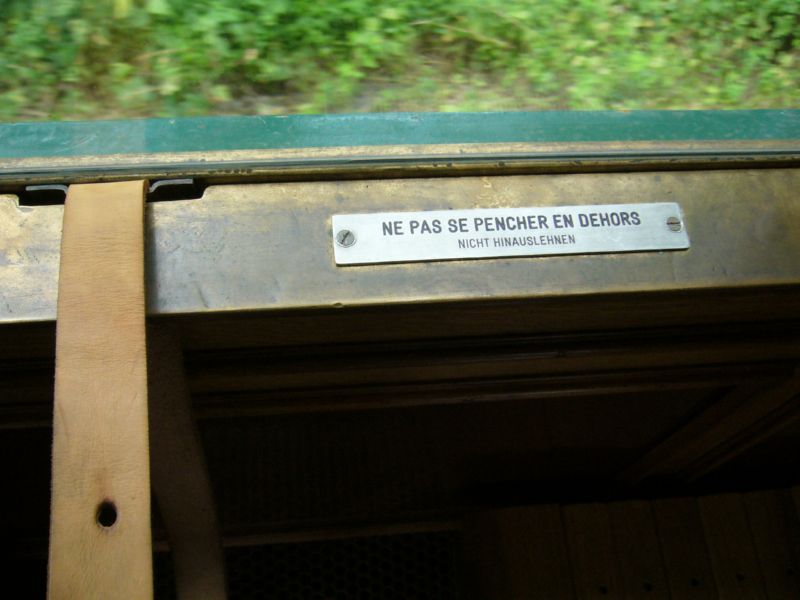 NE PAS SE PENCHER EN DEHORS
NICHT HINAUSLEHNEN